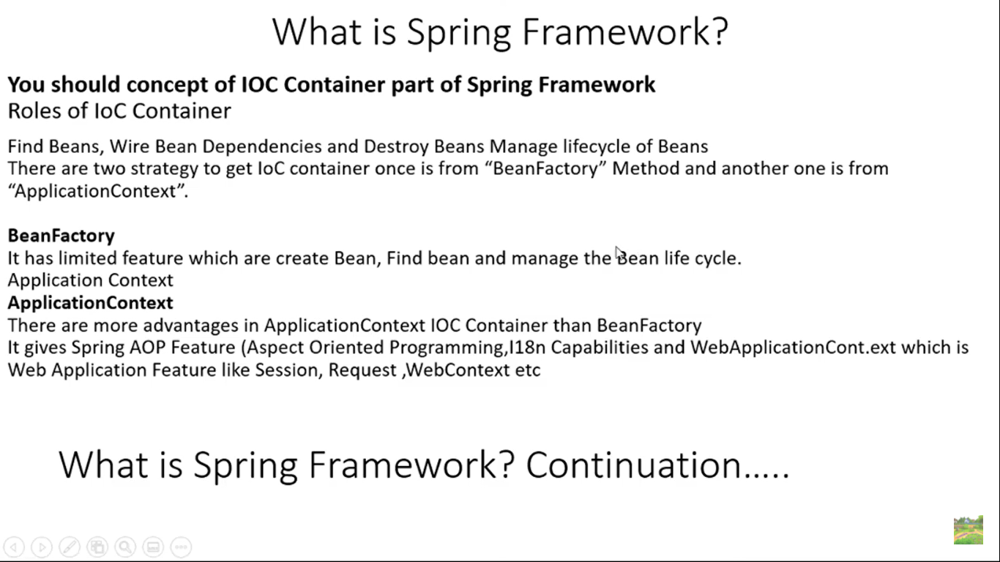 What is Spring Framework?
You should concept of IOC Container part of Spring Framework
Roles of IoC Container
Find Beans, Wire Bean Dependencies and Destroy Beans Manage lifecycle of Beans
There are two strategy to get IoC container once is from “BeanFactory” Method and another one is from
“ApplicationContext”.
BeanFactory
It has limited feature which are create Bean, Find bean and manage the Bean life cycle.
Application Context
ApplicationContext
There are more advantages in ApplicationContext IOC Container than BeanFactory
It gives Spring AOP Feature (Aspect Oriented Programming,I18n Capabilities and WebApplicationCont.ext which is
Web Application Feature like Session, Request ,WebContext etc
What is Spring Framework? Continuation.....